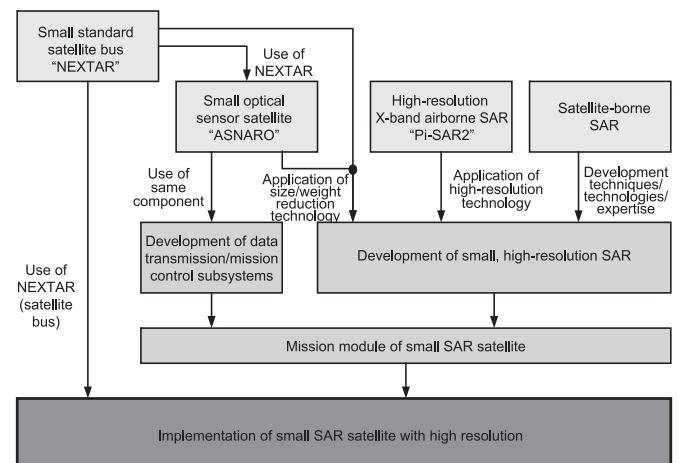 Small standard
satellite bus
“NEXTAR”
Use of
NEXTAR
Small optical
sensor satellite
“ASNARO”
High-resolution
X-band airborne SAR
“Pi-SAR2”
Satellite-borne
SAR
Use of
same
component
Application of
size/weight
reduction
technology
Application of
high-resolution
technology
Development
techniques/
technologies/
expertise
Development of data
transmission/mission
control subsystems
Development of small, high-resolution SAR
Use of
NEXTAR
(satellite
bus)
Mission module of small SAR satellite
Implementation of small SAR satellite with high resolution